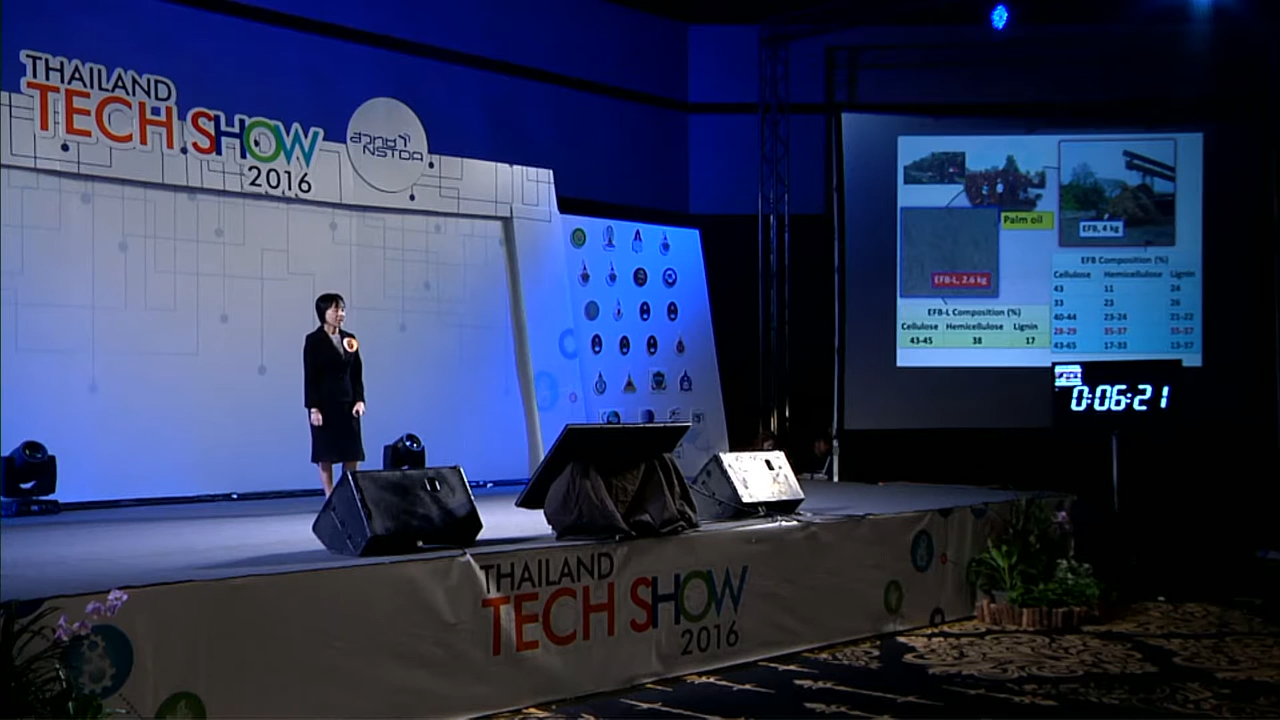 THAILAND
TECH SHOW
2016
สวทช
NSTDA
Palm oil
EFB, 4 kg
EFB-L, 2.6 kg
EFB Composition (%)
Cellulose Hemicellulose Lignin
43 11 24
33 23 26
40-44 23-24 21-22
28-29 35-37 35-37
43-65 17-33 13-37
EFB-L Composition (%)
Cellulose Hemicellulose Lignin
43-45 38 17
0:06:21
THAILAND
TECH SHOW
2016